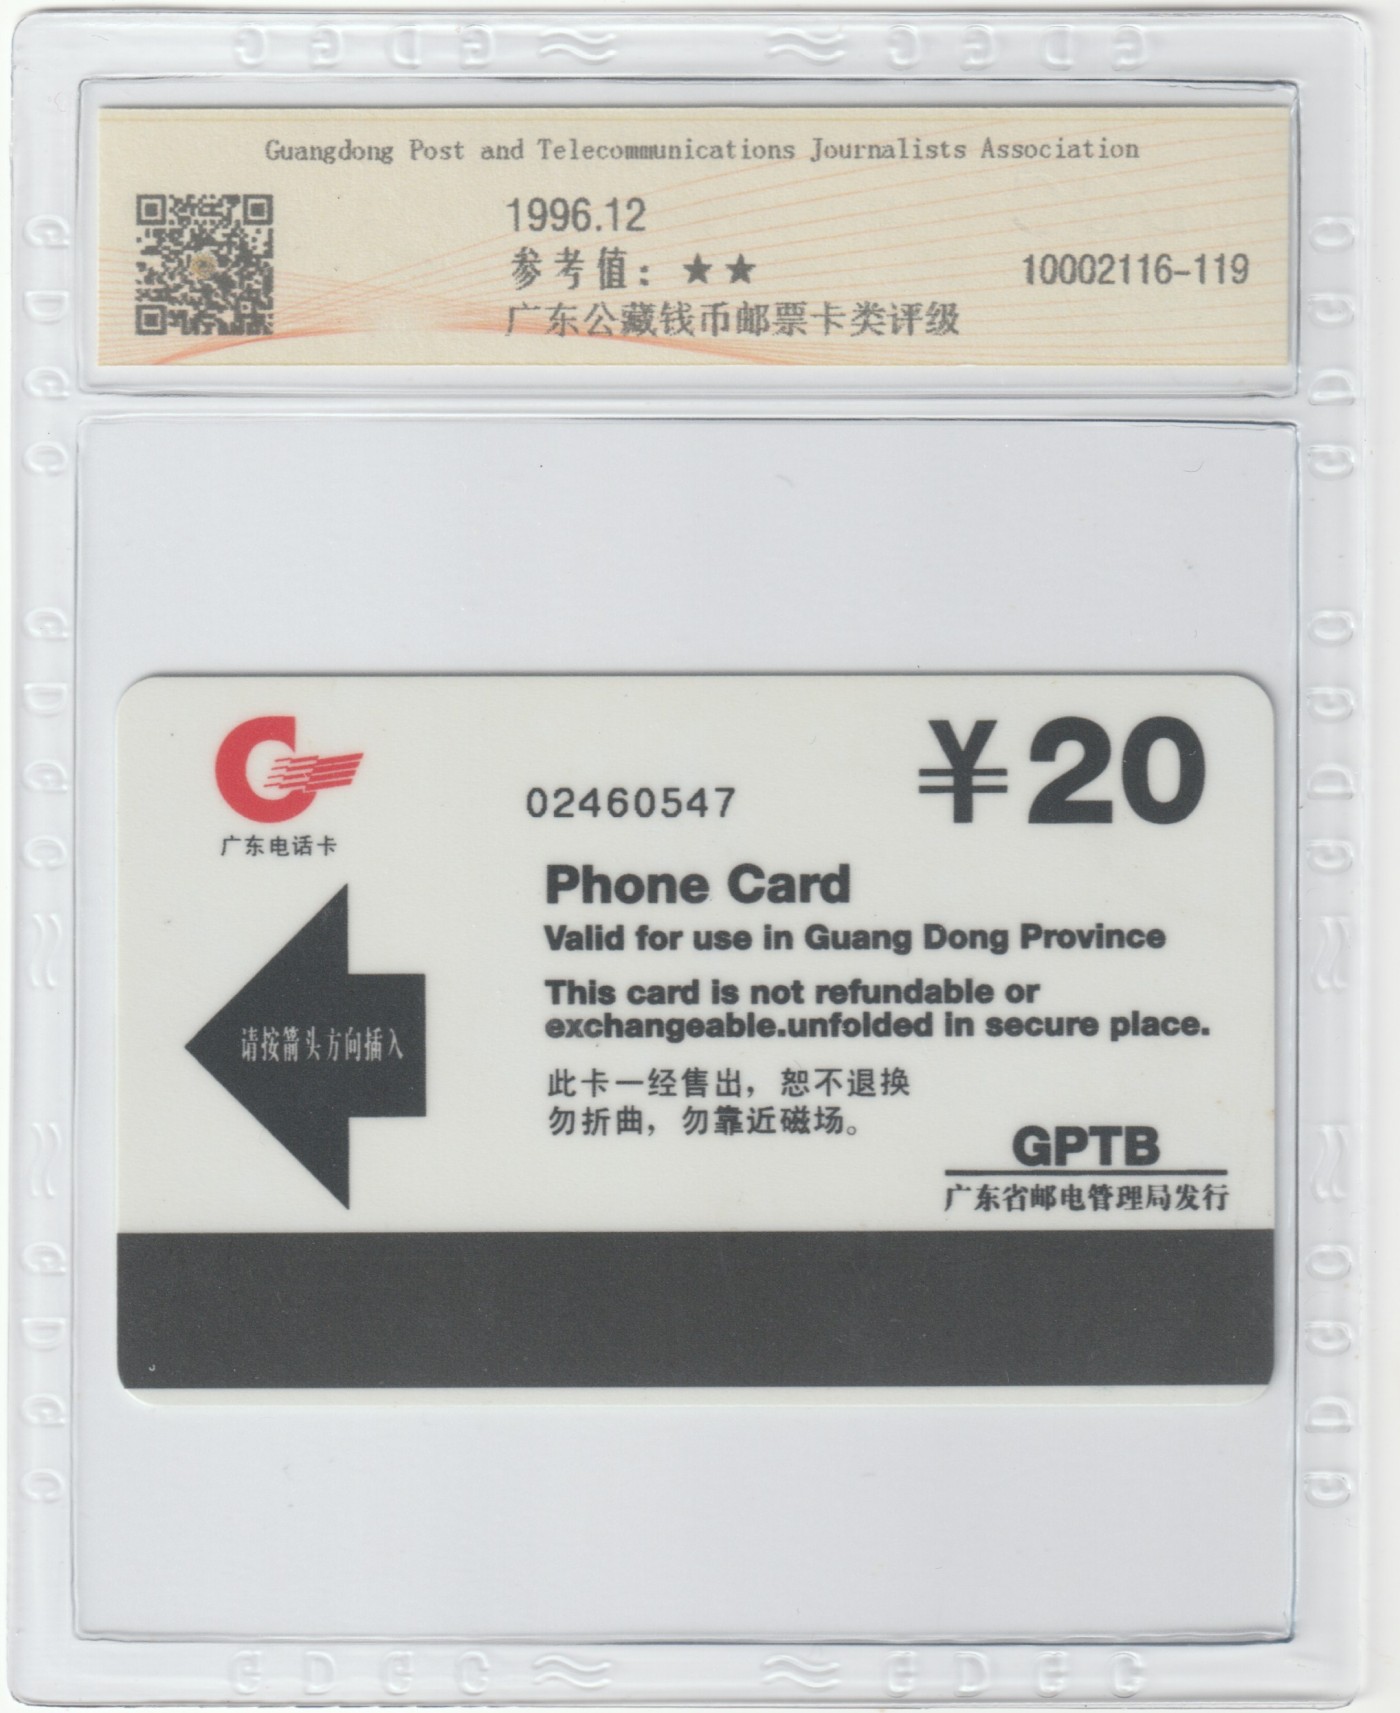 GDGC ≈ ≈ GDGC
Guangdong Post and Telecommunications Journalists Association
1996.12
参考值：★★
10002116-119
广东公藏钱币邮票卡类评级
¥20
02460547
广东电话卡
Phone Card
Valid for use in Guang Dong Province
This card is not refundable or
exchangeable.unfolded in secure place.
请按箭头方向插入
此卡一经售出，恕不退换
勿折曲，勿靠近磁场。
GPTB
广东省邮电管理局发行
GDGC ≈ ≈ GDGC